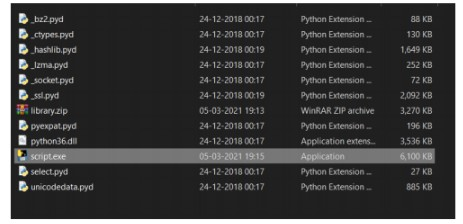 _bz2.pyd 24-12-2018 00:17 Python Extension ... 88 KB
_ctypes.pyd 24-12-2018 00:17 Python Extension ... 130 KB
_hashlib.pyd 24-12-2018 00:19 Python Extension ... 1,649 KB
_lzma.pyd 24-12-2018 00:17 Python Extension ... 252 KB
_socket.pyd 24-12-2018 00:17 Python Extension ... 72 KB
_ssl.pyd 24-12-2018 00:19 Python Extension ... 2,092 KB
library.zip 05-03-2021 19:13 WinRAR ZIP archive 3,270 KB
pyexpat.pyd 24-12-2018 00:17 Python Extension ... 196 KB
python36.dll 24-12-2018 00:17 Application extens... 3,536 KB
script.exe 05-03-2021 19:15 Application 6,100 KB
select.pyd 24-12-2018 00:17 Python Extension ... 27 KB
unicodedata.pyd 24-12-2018 00:17 Python Extension ... 885 KB